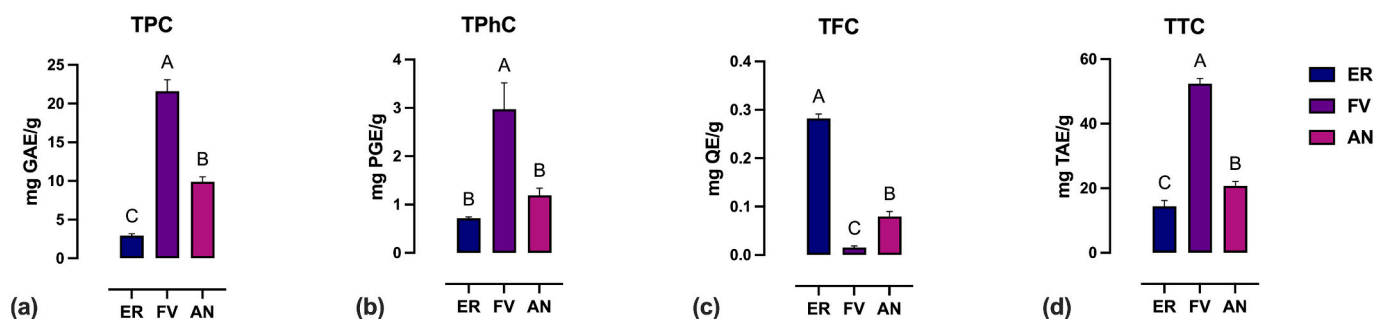 TPC
mg GAE/g
25
20
15
10
5
0
C
A
B
ER FV AN
(a)
TPhC
mg PGE/g
4
3
2
1
0
B
A
B
ER FV AN
(b)
TFC
mg QE/g
0.4
0.3
0.2
0.1
0.0
A
C
B
ER FV AN
(c)
TTC
mg TAE/g
60
40
20
0
C
A
B
ER FV AN
(d)
ER
FV
AN